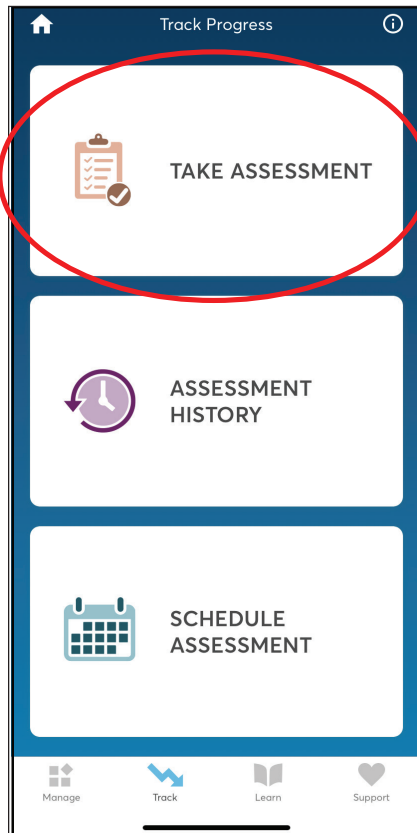 Track Progress
TAKE ASSESSMENT
ASSESSMENT
HISTORY
SCHEDULE
ASSESSMENT
Manage Track Learn Support